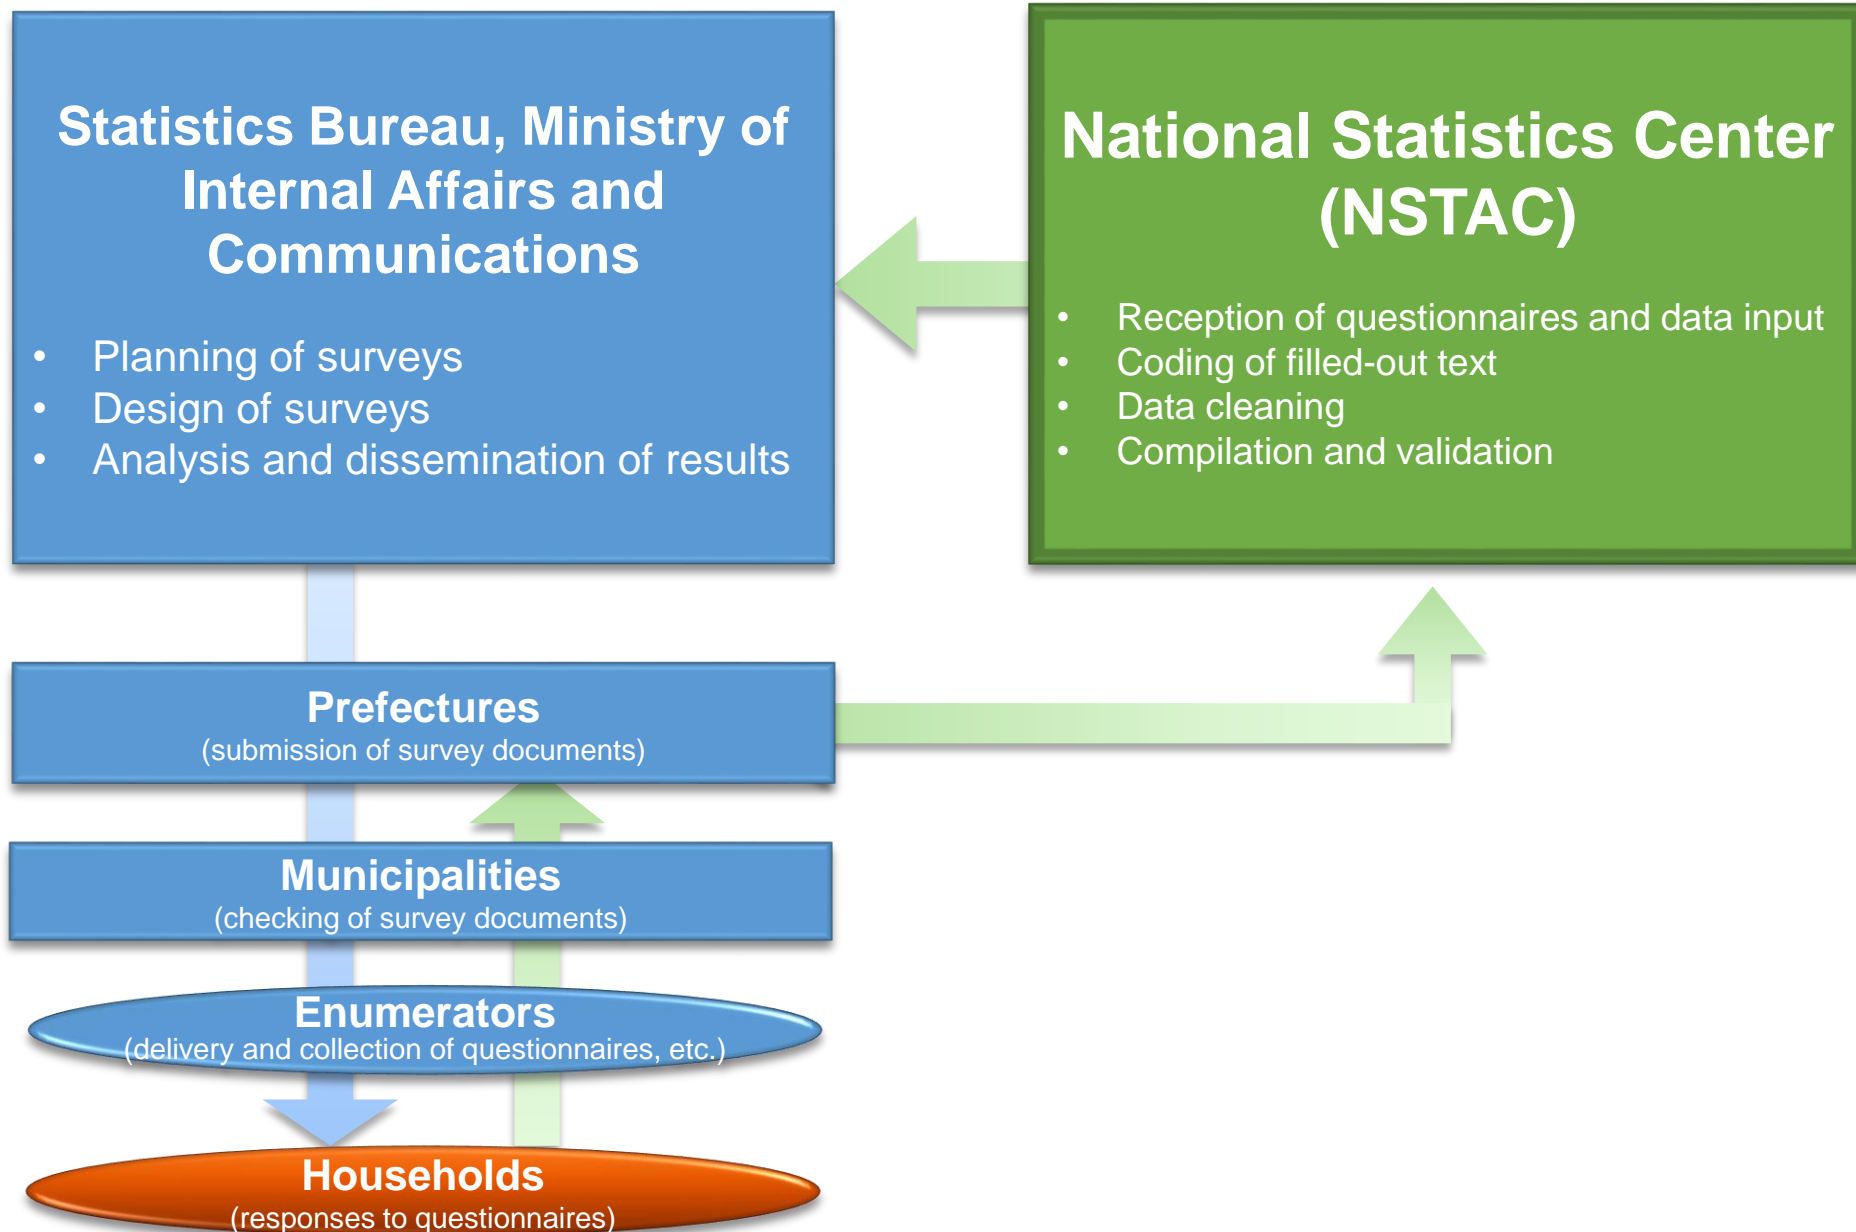 Statistics Bureau, Ministry of
Internal Affairs and
Communications
• Planning of surveys
• Design of surveys
• Analysis and dissemination of results
National Statistics Center
(NSTAC)
• Reception of questionnaires and data input
• Coding of filled-out text
• Data cleaning
• Compilation and validation
Prefectures
(submission of survey documents)
Municipalities
(checking of survey documents)
Enumerators
(delivery and collection of questionnaires, etc.)
Households
(responses to questionnaires)